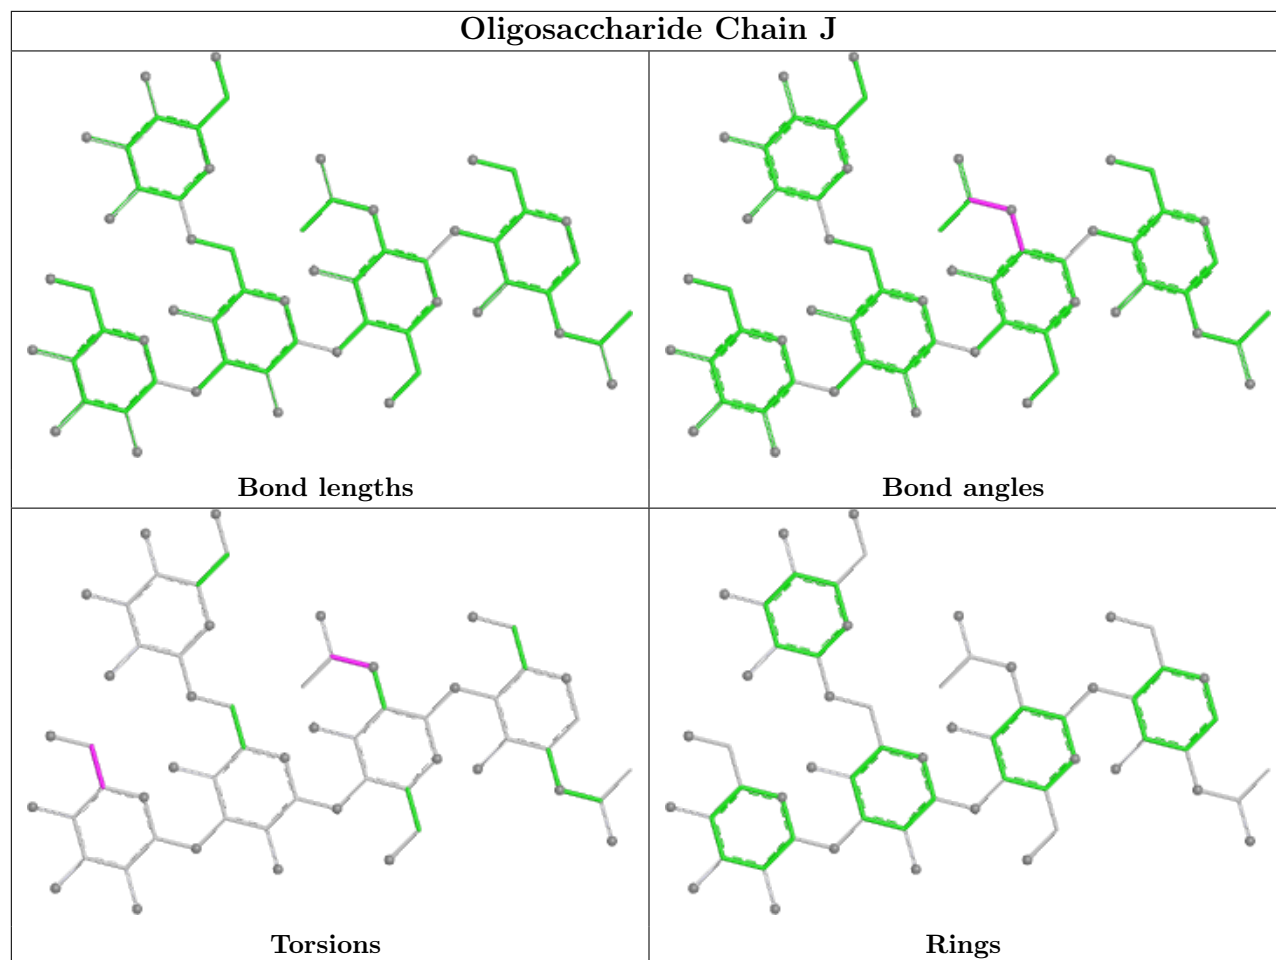 Oligosaccharide Chain J
Bond lengths
Bond angles
Torsions
Rings